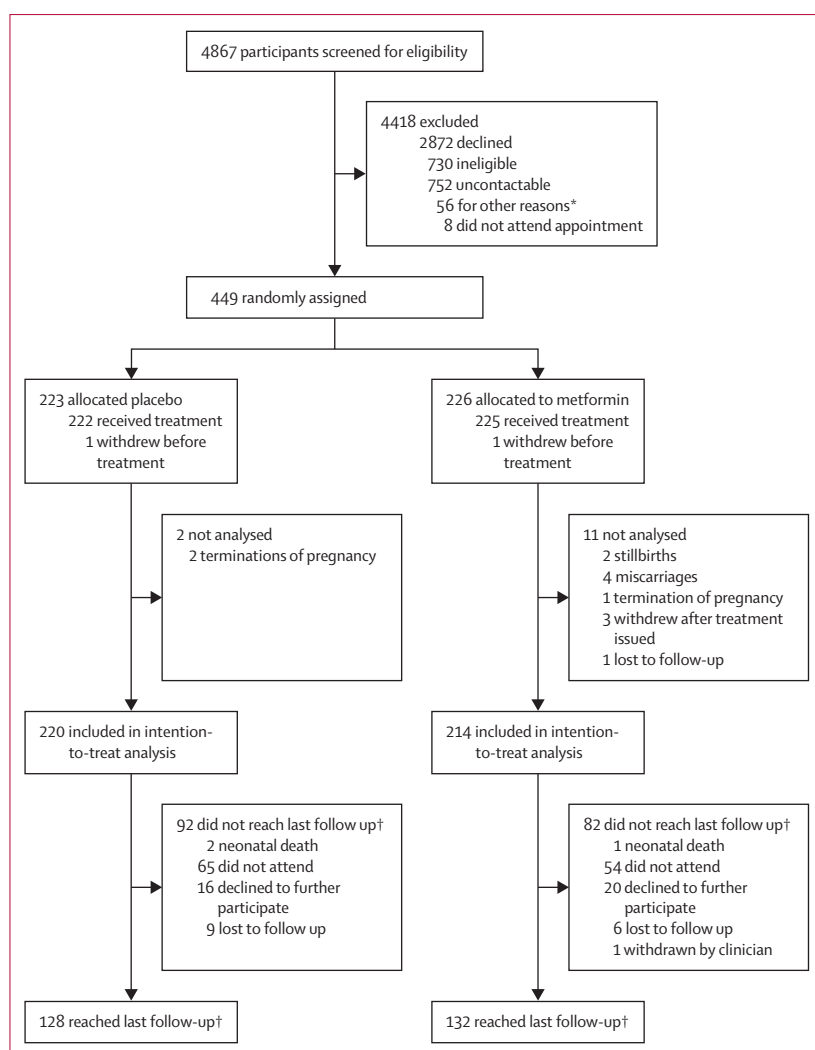 4867 participants screened for eligibility
4418 excluded
2872 declined
730 ineligible
752 uncontactable
56 for other reasons*
8 did not attend appointment
449 randomly assigned
223 allocated placebo
222 received treatment
1 withdrew before
treatment
226 allocated to metformin
225 received treatment
1 withdrew before
treatment
2 not analysed
2 terminations of pregnancy
11 not analysed
2 stillbirths
4 miscarriages
1 termination of pregnancy
3 withdrew after treatment
issued
1 lost to follow-up
220 included in intention-
to-treat analysis
214 included in intention-
to-treat analysis
92 did not reach last follow up†
2 neonatal death
65 did not attend
16 declined to further
participate
9 lost to follow up
82 did not reach last follow up†
1 neonatal death
54 did not attend
20 declined to further
participate
6 lost to follow up
1 withdrawn by clinician
128 reached last follow-up†
132 reached last follow-up†